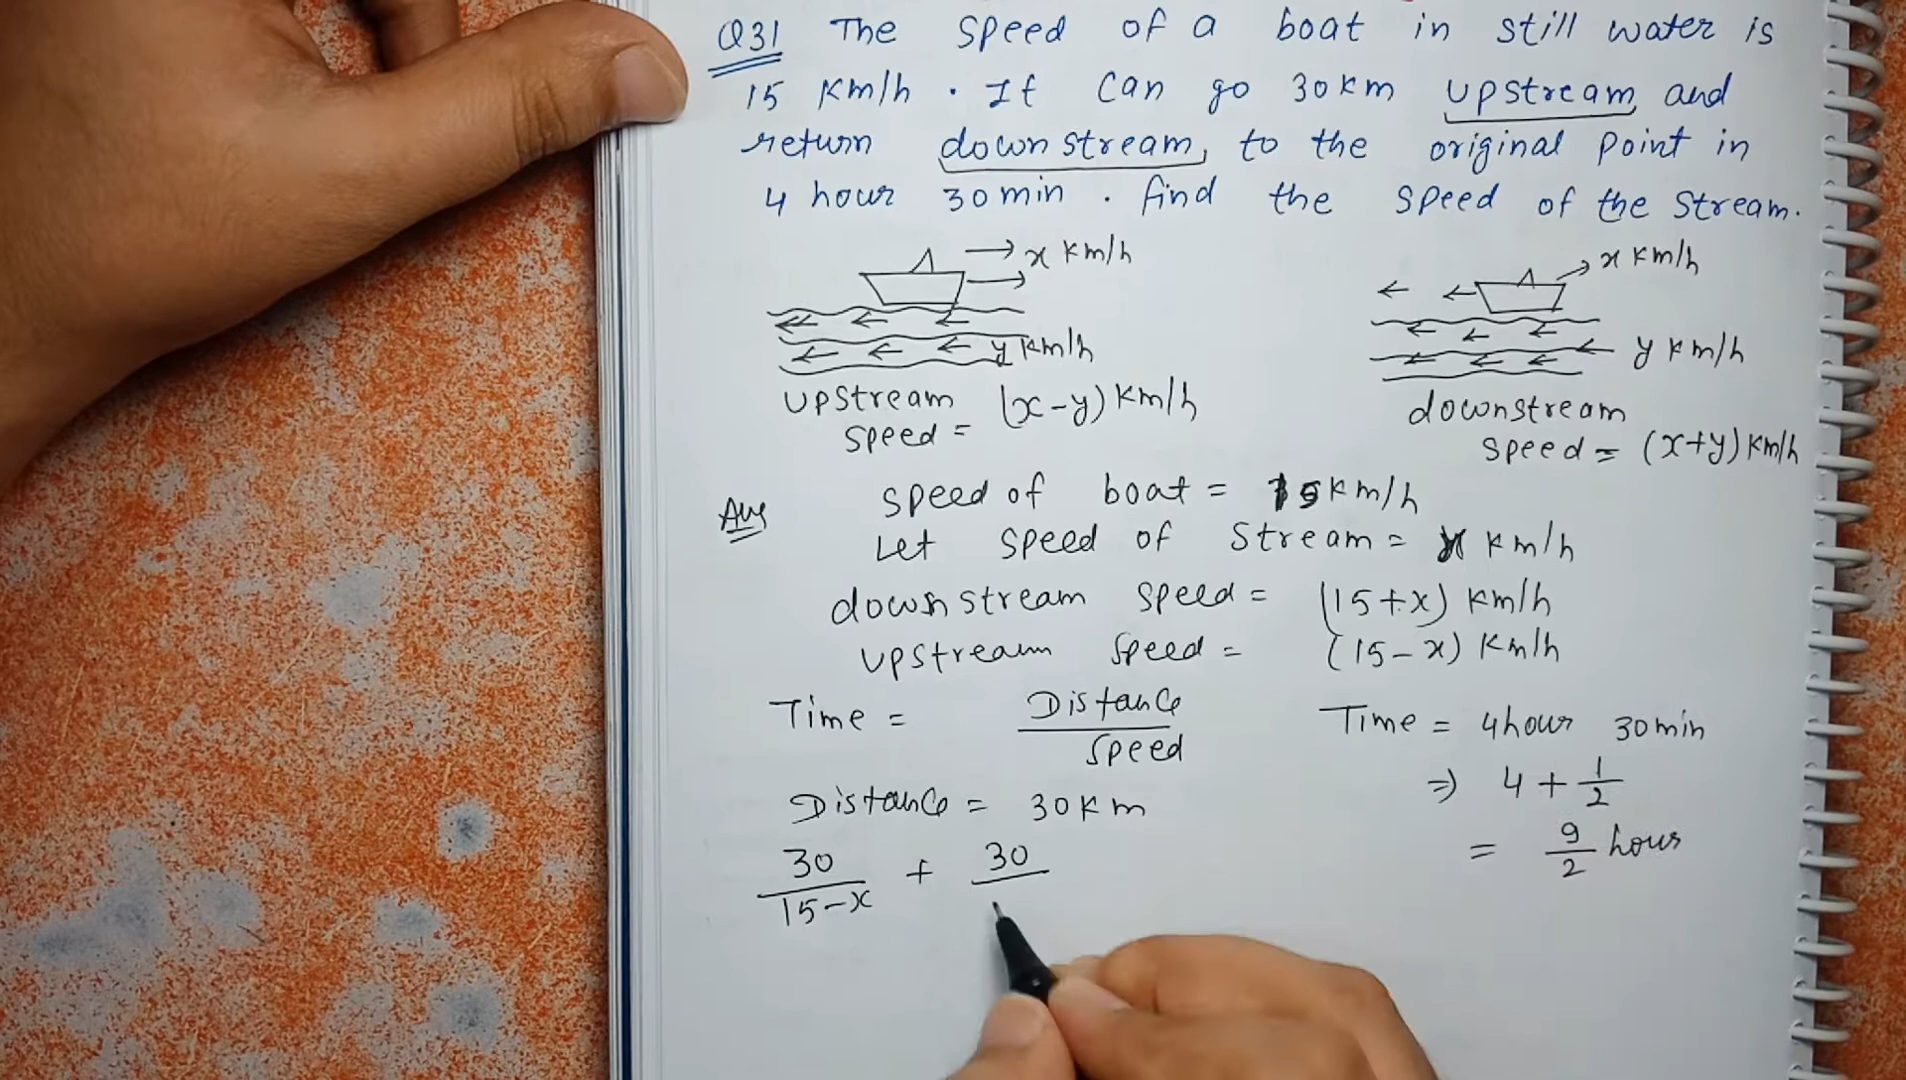 Q31 The speed of a boat in still water is
15 Km/h . If can go 30 km upstream, and
return downstream, to the original point in
4 hour 30 min . find the speed of the stream.
x km/h
y km/h
upstream speed = (x-y) km/h
x km/h
y km/h
downstream speed = (x+y) km/h
Ans speed of boat = 15 km/h
Let speed of stream = x km/h
downstream speed = (15+x) km/h
upstream speed = (15-x) km/h
Time = Distance / speed
Distance = 30 km
30 / 15-x + 30
Time = 4 hour 30 min
⇒ 4 + 1/2
= 9/2 hour